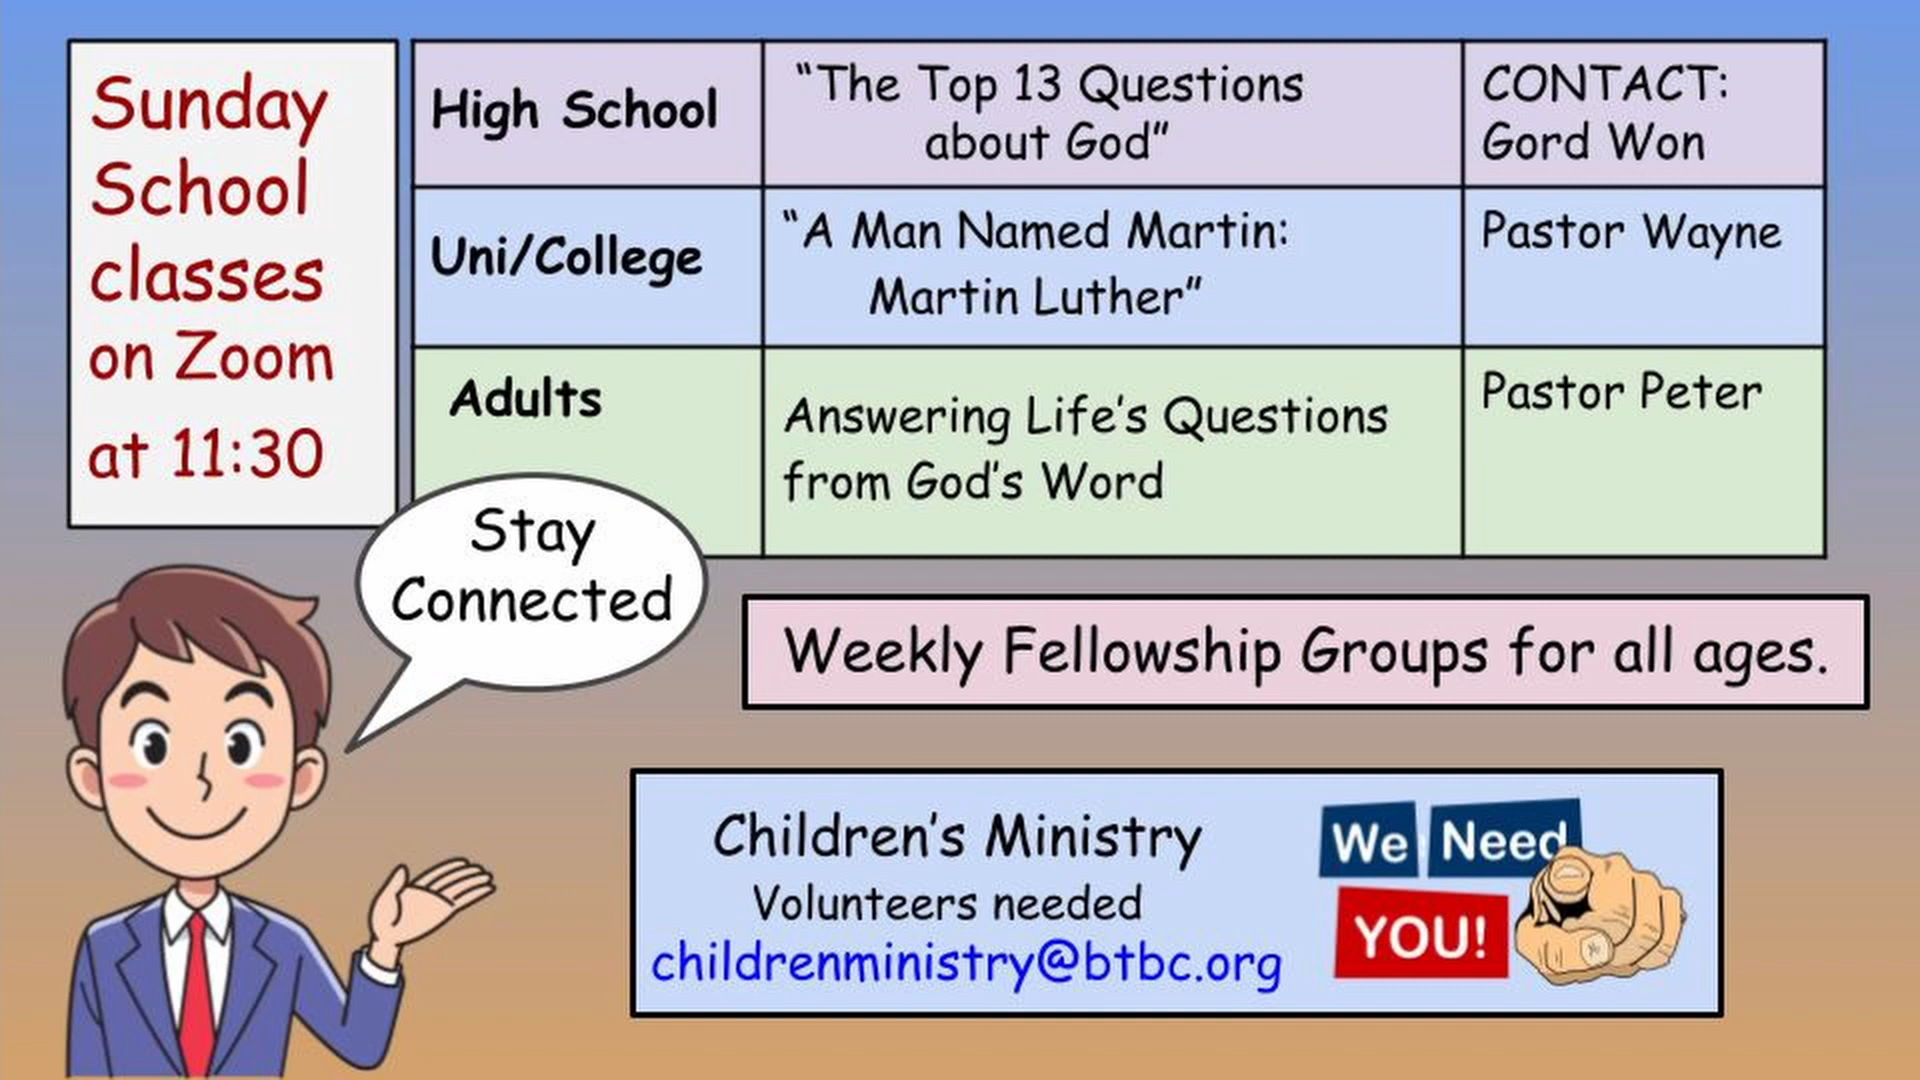 Sunday
School
classes
on Zoom
at 11:30
High School
“The Top 13 Questions
about God”
CONTACT:
Gord Won
Uni/College
“A Man Named Martin:
Martin Luther”
Pastor Wayne
Adults
Answering Life’s Questions
from God’s Word
Pastor Peter
Stay
Connected
Weekly Fellowship Groups for all ages.
Children’s Ministry
Volunteers needed
childrenministry@btbc.org
We Need
YOU!